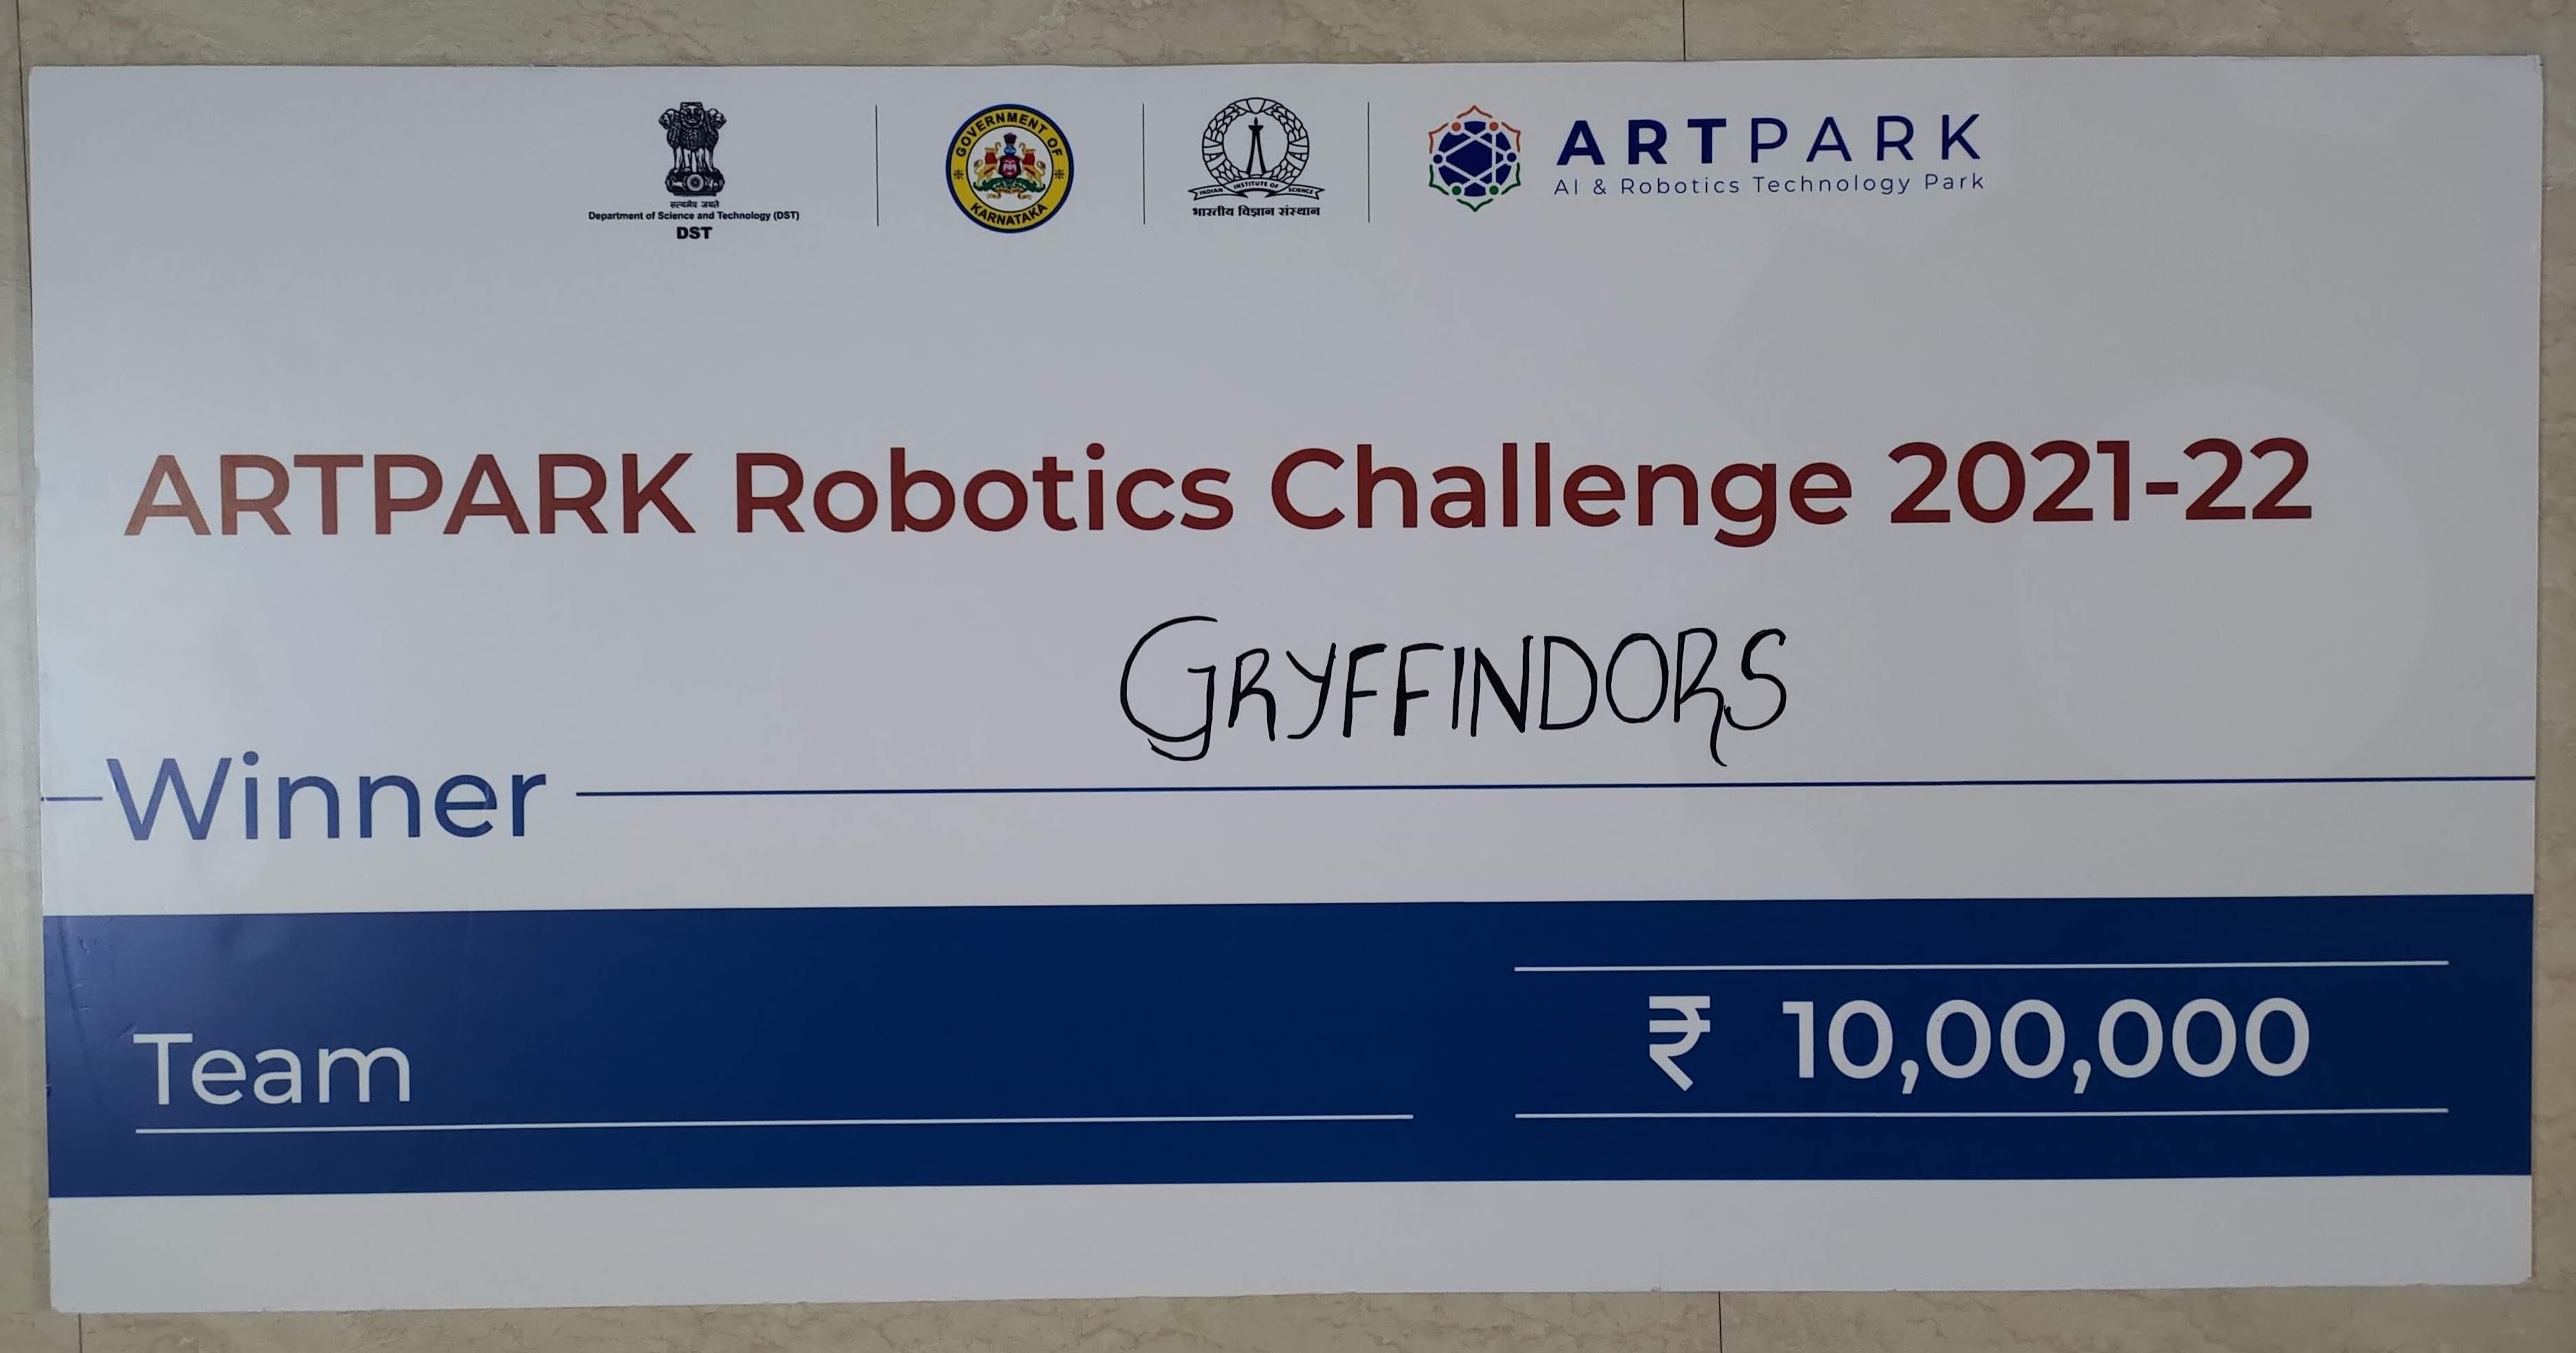 सत्यमेव जयते
Department of Science and Technology (DST)
DST
GOVERNMENT OF
KARNATAKA
INDIAN INSTITUTE OF SCIENCE
भारतीय विज्ञान संस्थान
ARTPARK
AI & Robotics Technology Park
ARTPARK Robotics Challenge 2021-22
GRYFFINDORS
Winner
Team
₹ 10,00,000